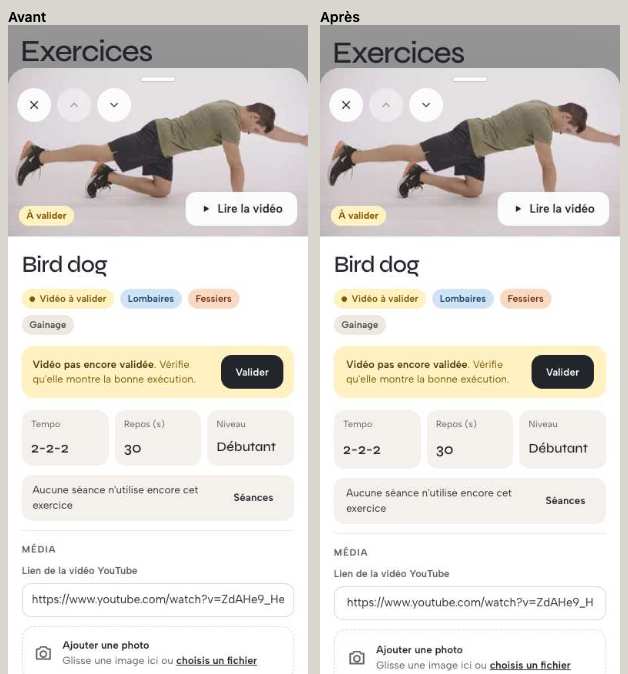 Avant
Exercices
À valider
Lire la vidéo
Bird dog
Vidéo à valider
Lombaires
Fessiers
Gainage
Vidéo pas encore validée. Vérifie
qu'elle montre la bonne exécution.
Valider
Tempo
2-2-2
Repos (s)
30
Niveau
Débutant
Aucune séance n'utilise encore cet
exercice
Séances
MÉDIA
Lien de la vidéo YouTube
https://www.youtube.com/watch?v=ZdAHe9_He
Ajouter une photo
Glisse une image ici ou choisis un fichier
Après
Exercices
À valider
Lire la vidéo
Bird dog
Vidéo à valider
Lombaires
Fessiers
Gainage
Vidéo pas encore validée. Vérifie
qu'elle montre la bonne exécution.
Valider
Tempo
2-2-2
Repos (s)
30
Niveau
Débutant
Aucune séance n'utilise encore cet
exercice
Séances
MÉDIA
Lien de la vidéo YouTube
https://www.youtube.com/watch?v=ZdAHe9_H
Ajouter une photo
Glisse une image ici ou choisis un fichier